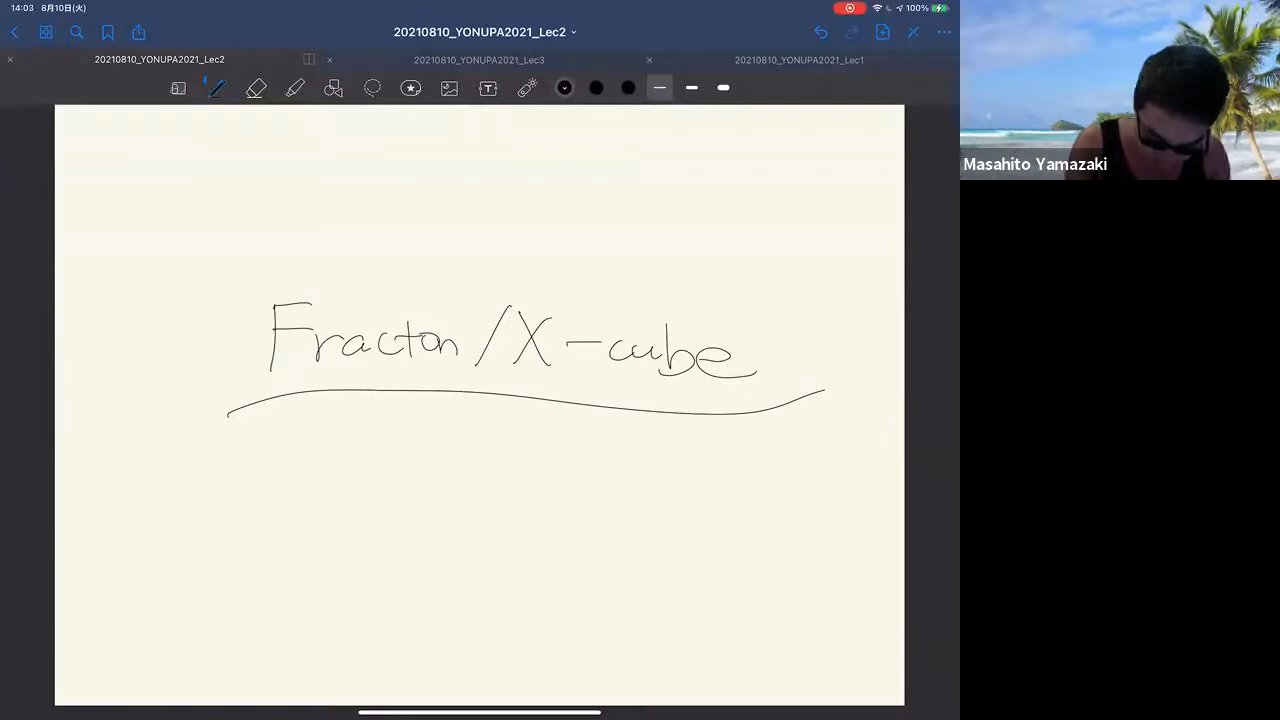 14:03 8月10日(火)
100%
20210810_YONUPA2021_Lec2
20210810_YONUPA2021_Lec2
20210810_YONUPA2021_Lec3
20210810_YONUPA2021_Lec1
Fracton/X-cube
Masahito Yamazaki